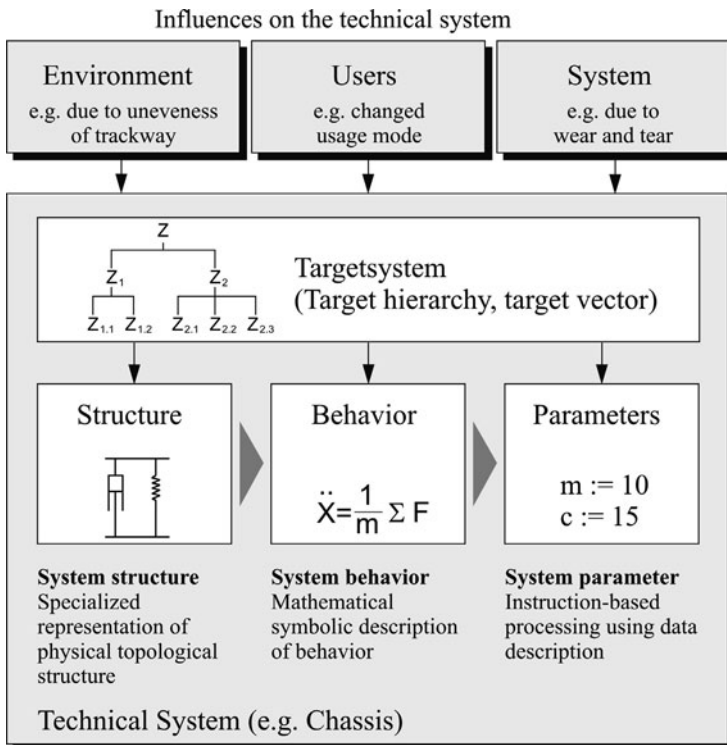 Influences on the technical system
Environment
e.g. due to uneveness
of trackway
Users
e.g. changed
usage mode
System
e.g. due to
wear and tear
Z
Z₁ Z₂
Z₁.₁ Z₁.₂ Z₂.₁ Z₂.₂ Z₂.₃
Targetsystem
(Target hierarchy, target vector)
Structure
Behavior
Ẍ=1/m Σ F
Parameters
m := 10
c := 15
System structure
Specialized
representation of
physical topological
structure
System behavior
Mathematical
symbolic description
of behavior
System parameter
Instruction-based
processing using data
description
Technical System (e.g. Chassis)